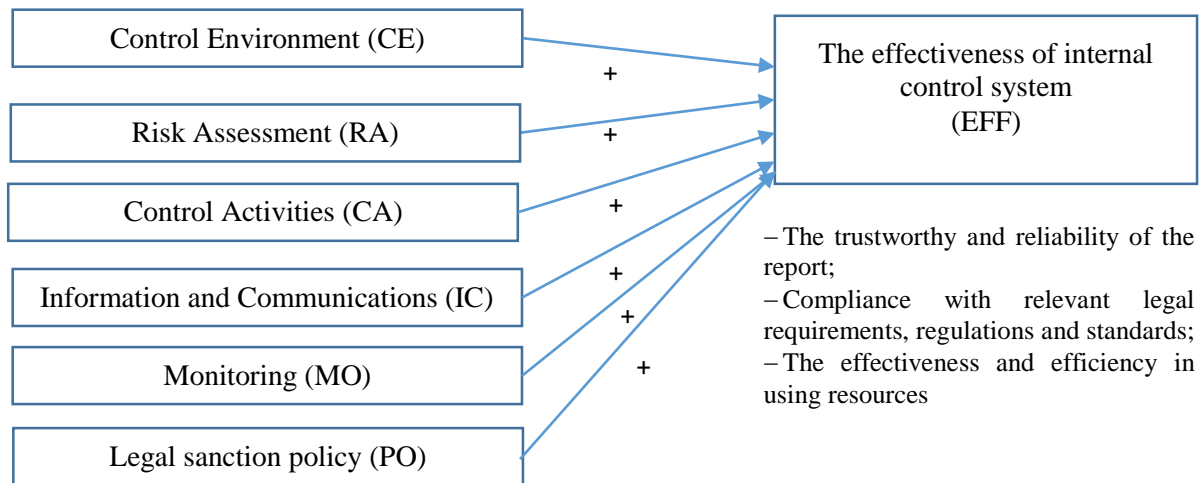 Control Environment (CE)
+
Risk Assessment (RA)
+
Control Activities (CA)
+
Information and Communications (IC)
+
Monitoring (MO)
+
Legal sanction policy (PO)
+
The effectiveness of internal
control system
(EFF)
– The trustworthy and reliability of the
report;
– Compliance with relevant legal
requirements, regulations and standards;
– The effectiveness and efficiency in
using resources